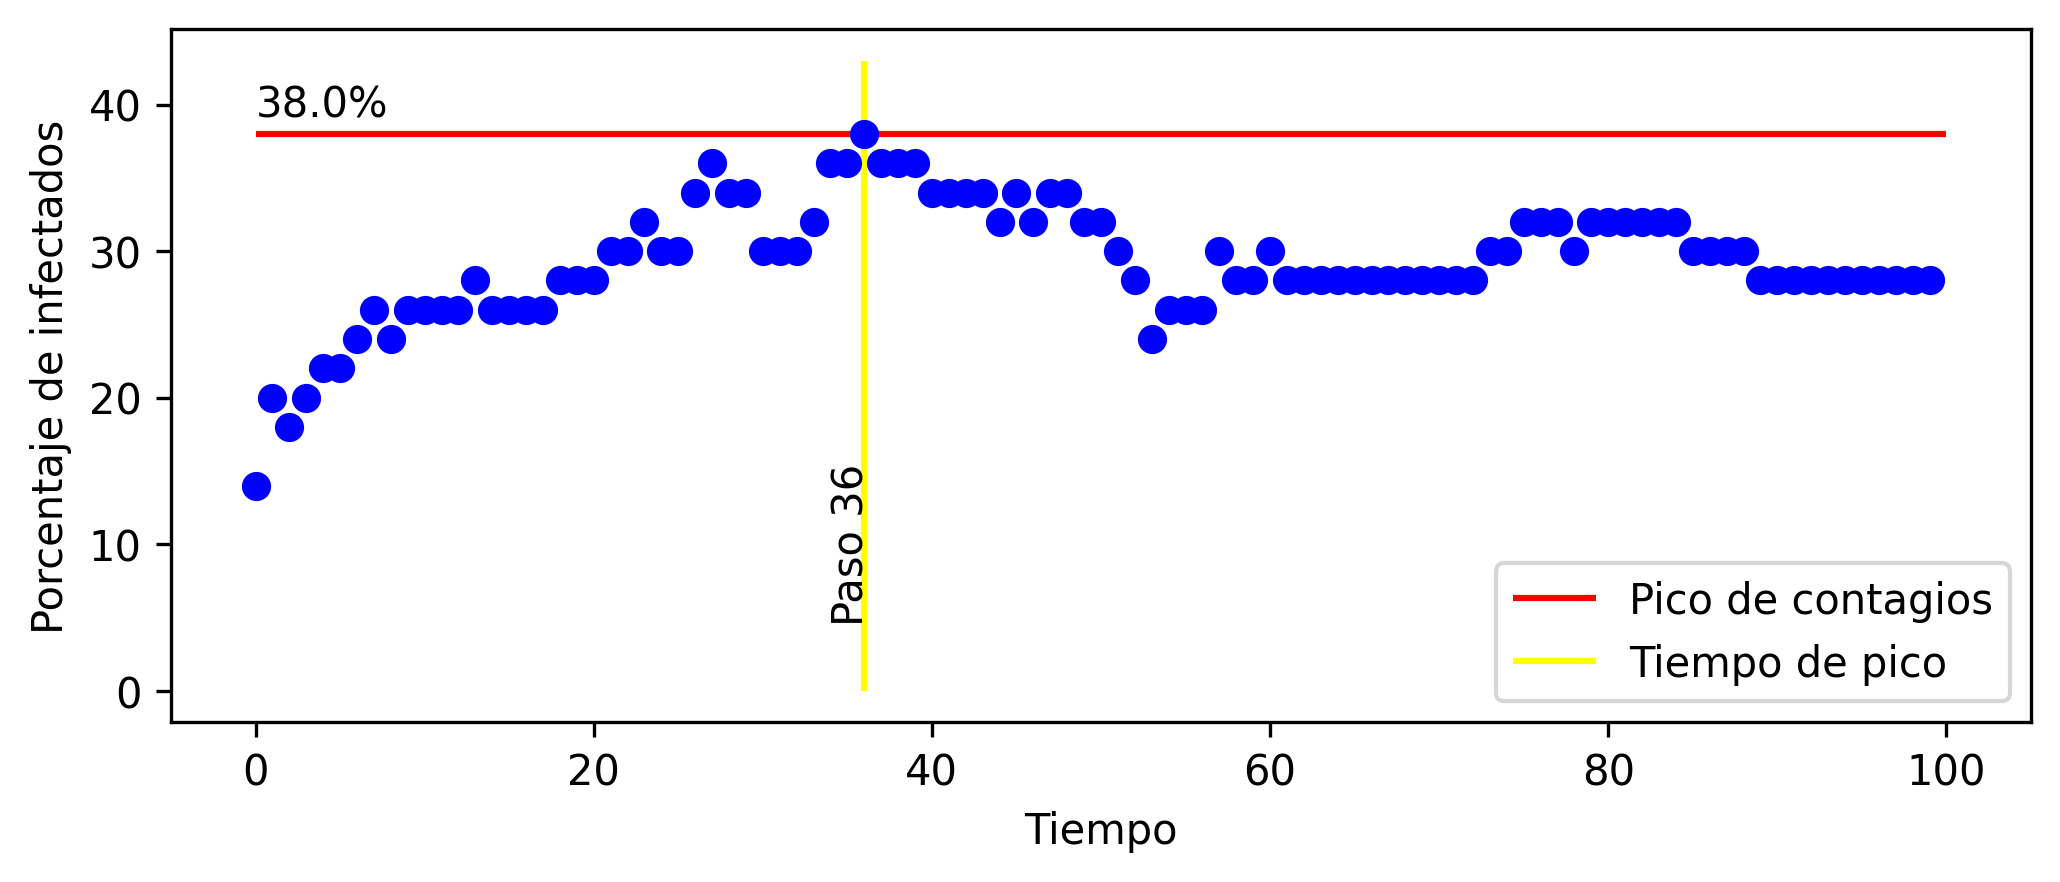 38.0%
Porcentaje de infectados
40
30
20
10
0
Paso 36
Pico de contagios
Tiempo de pico
0 20 40 60 80 100
Tiempo